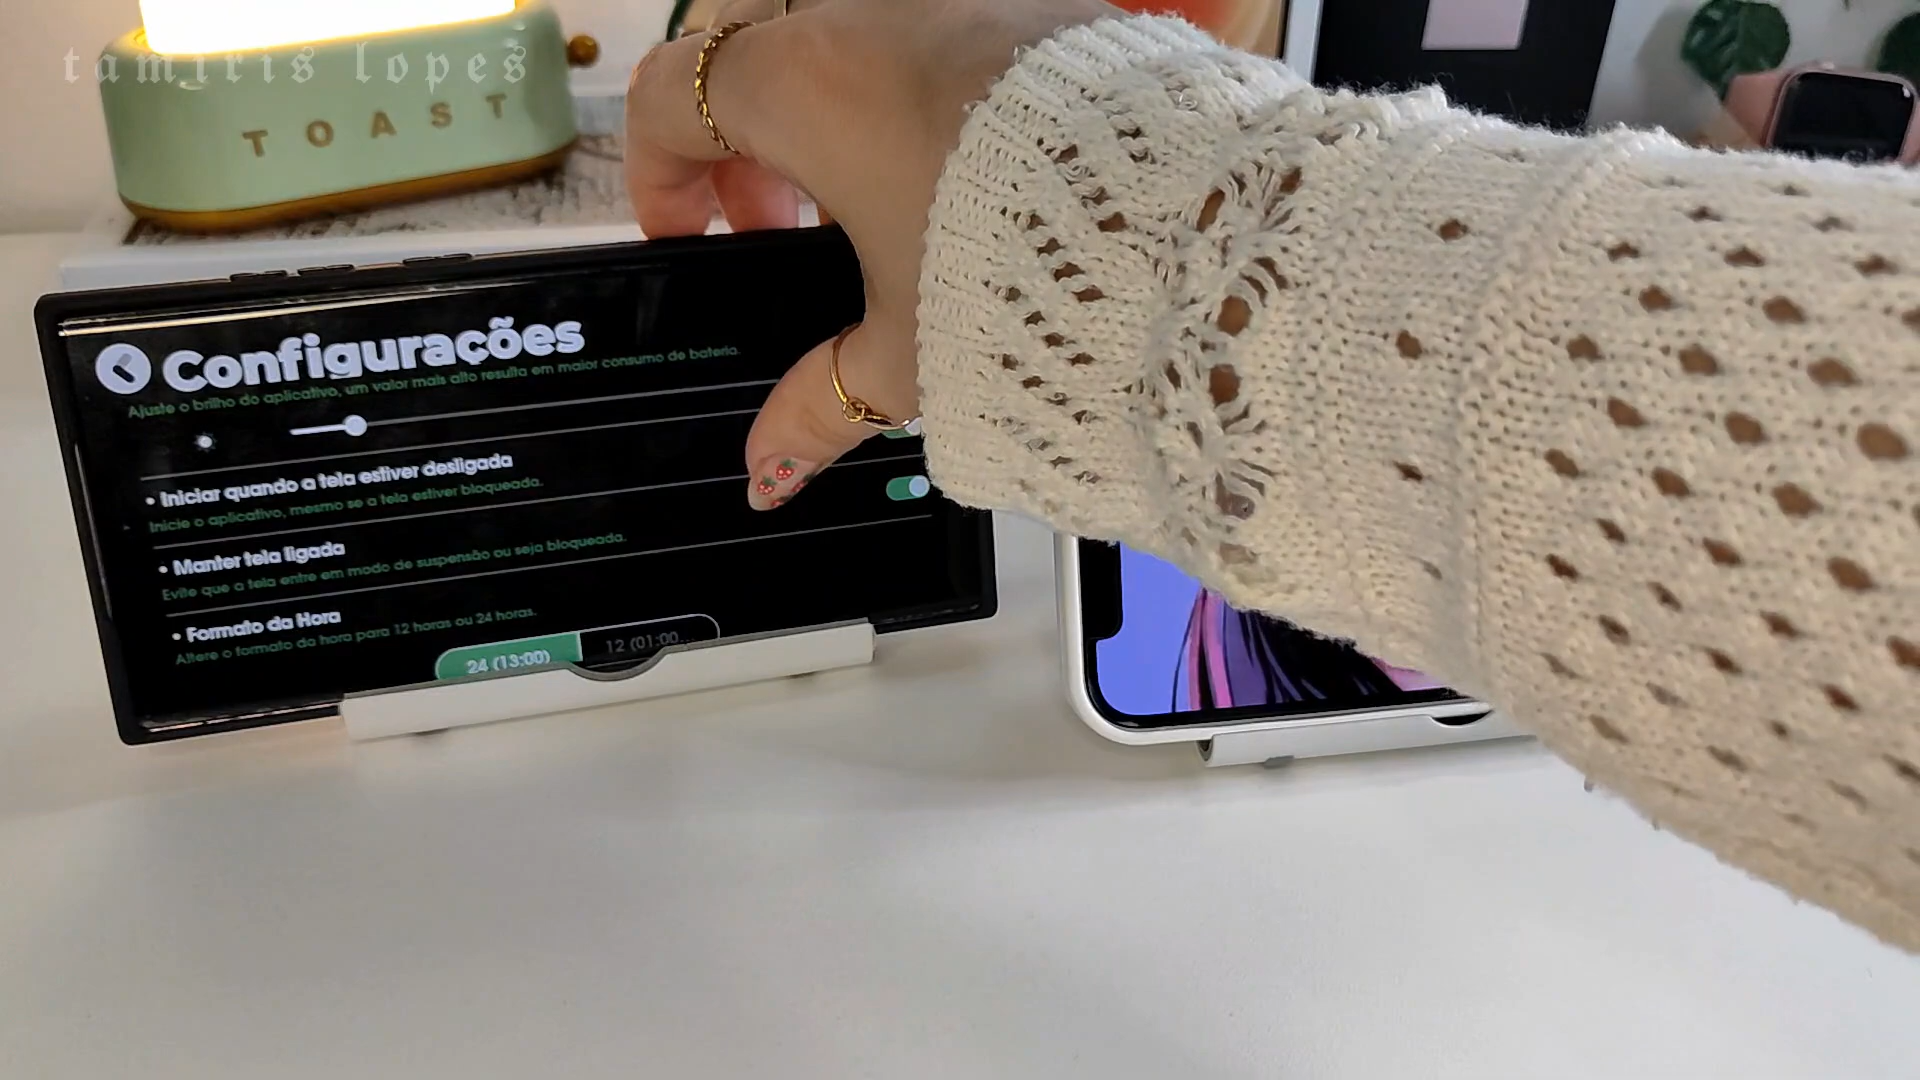 tamiris lopes
TOAST
Configurações
Ajuste o brilho do aplicativo, um valor mais alto resulta em maior consumo de bateria.
• Iniciar quando a tela estiver desligada
Inicie o aplicativo, mesmo se a tela estiver bloqueada.
• Manter tela ligada
Evite que a tela entre em modo de suspensão ou seja bloqueada.
• Formato da Hora
Altere o formato da hora para 12 horas ou 24 horas.
24 (13:00) 12 (01:00...